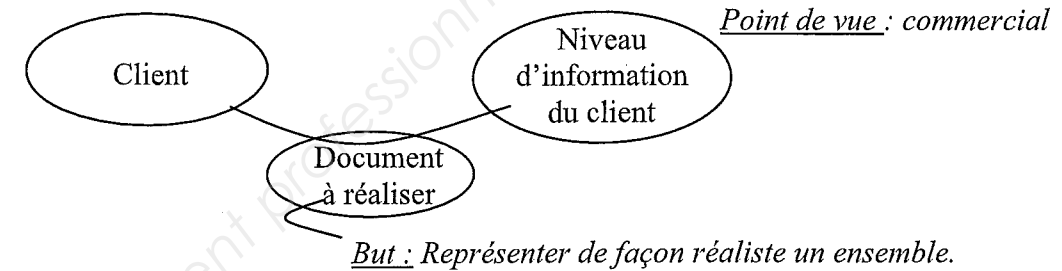 Point de vue : commercial
Client
Niveau
d'information
du client
Document
à réaliser
But : Représenter de façon réaliste un ensemble.